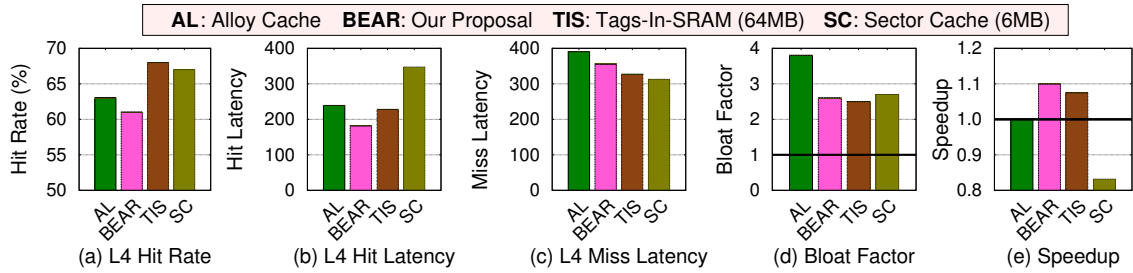 AL: Alloy Cache BEAR: Our Proposal TIS: Tags-In-SRAM (64MB) SC: Sector Cache (6MB)
Hit Rate (%)
70
65
60
55
50
AL BEAR TIS SC
(a) L4 Hit Rate
Hit Latency
400
300
200
100
0
AL BEAR TIS SC
(b) L4 Hit Latency
Miss Latency
400
300
200
100
0
AL BEAR TIS SC
(c) L4 Miss Latency
Bloat Factor
4
3
2
1
0
AL BEAR TIS SC
(d) Bloat Factor
Speedup
1.2
1.1
1.0
0.9
0.8
AL BEAR TIS SC
(e) Speedup